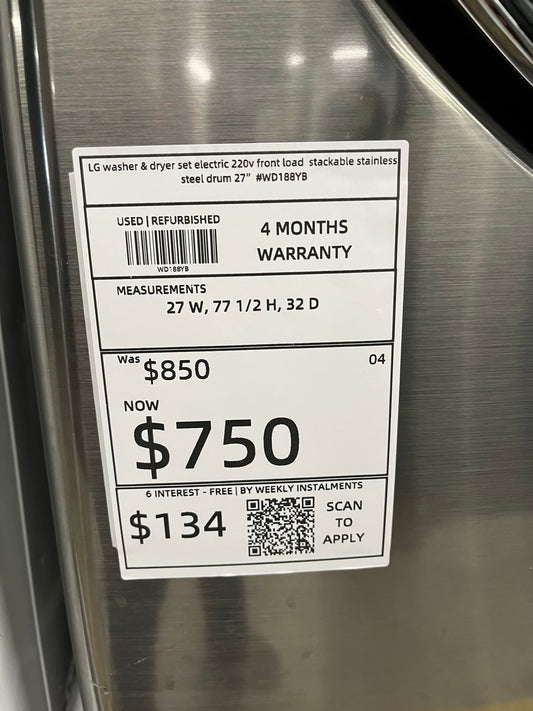 LG washer & dryer set electric 220v front load stackable stainless
steel drum 27” #WD188YB
USED | REFURBISHED
WD188YB
4 MONTHS
WARRANTY
MEASUREMENTS
27 W, 77 1/2 H, 32 D
Was $850
04
NOW
$750
6 INTEREST - FREE | BY WEEKLY INSTALMENTS
$134
SCAN
TO
APPLY